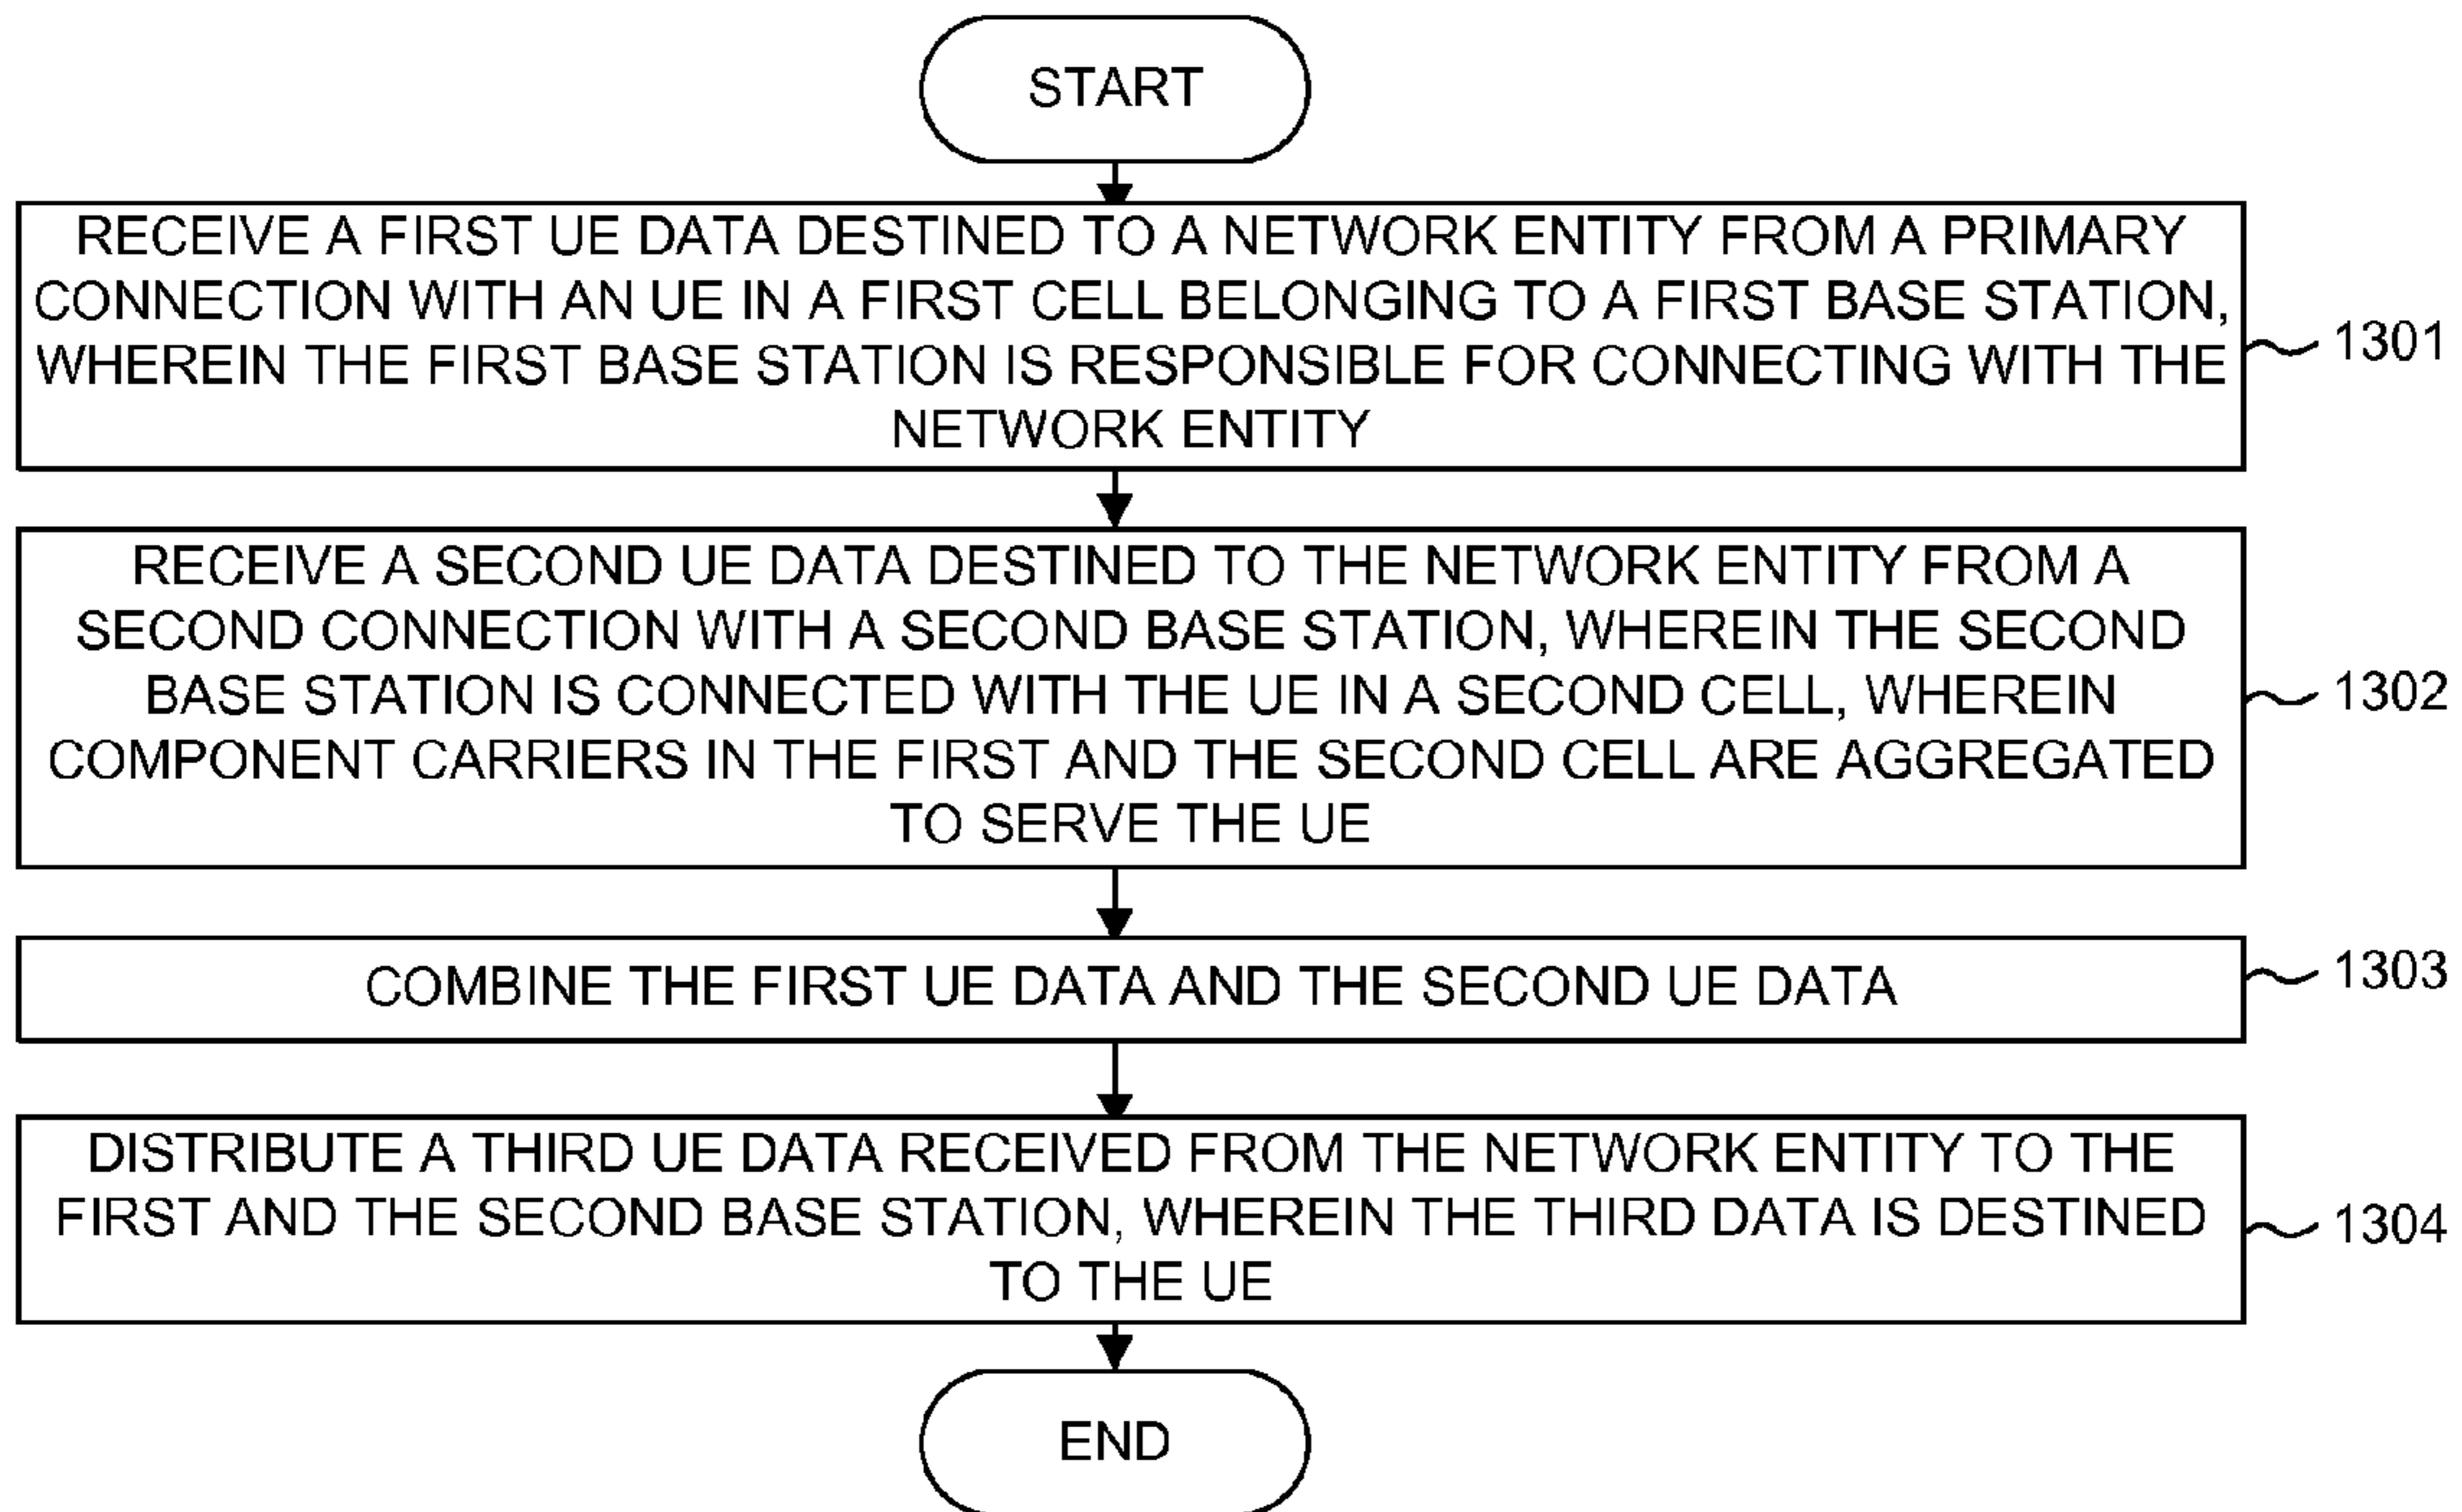 START
RECEIVE A FIRST UE DATA DESTINED TO A NETWORK ENTITY FROM A PRIMARY
CONNECTION WITH AN UE IN A FIRST CELL BELONGING TO A FIRST BASE STATION,
WHEREIN THE FIRST BASE STATION IS RESPONSIBLE FOR CONNECTING WITH THE
NETWORK ENTITY
1301
RECEIVE A SECOND UE DATA DESTINED TO THE NETWORK ENTITY FROM A
SECOND CONNECTION WITH A SECOND BASE STATION, WHEREIN THE SECOND
BASE STATION IS CONNECTED WITH THE UE IN A SECOND CELL, WHEREIN
COMPONENT CARRIERS IN THE FIRST AND THE SECOND CELL ARE AGGREGATED
TO SERVE THE UE
1302
COMBINE THE FIRST UE DATA AND THE SECOND UE DATA
1303
DISTRIBUTE A THIRD UE DATA RECEIVED FROM THE NETWORK ENTITY TO THE
FIRST AND THE SECOND BASE STATION, WHEREIN THE THIRD DATA IS DESTINED
TO THE UE
1304
END